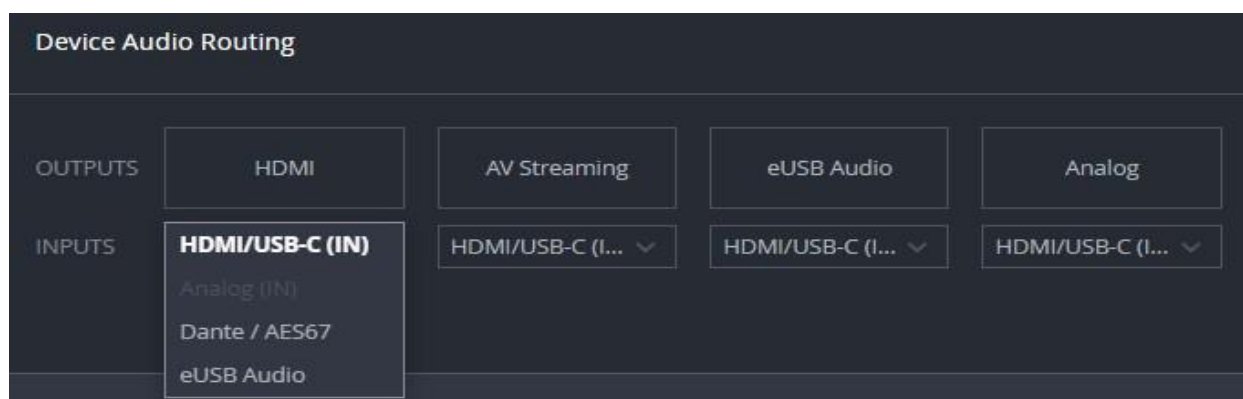 Device Audio Routing
OUTPUTS HDMI AV Streaming eUSB Audio Analog
INPUTS HDMI/USB-C (IN) HDMI/USB-C (I... HDMI/USB-C (I... HDMI/USB-C (I...
Analog (IN)
Dante / AES67
eUSB Audio